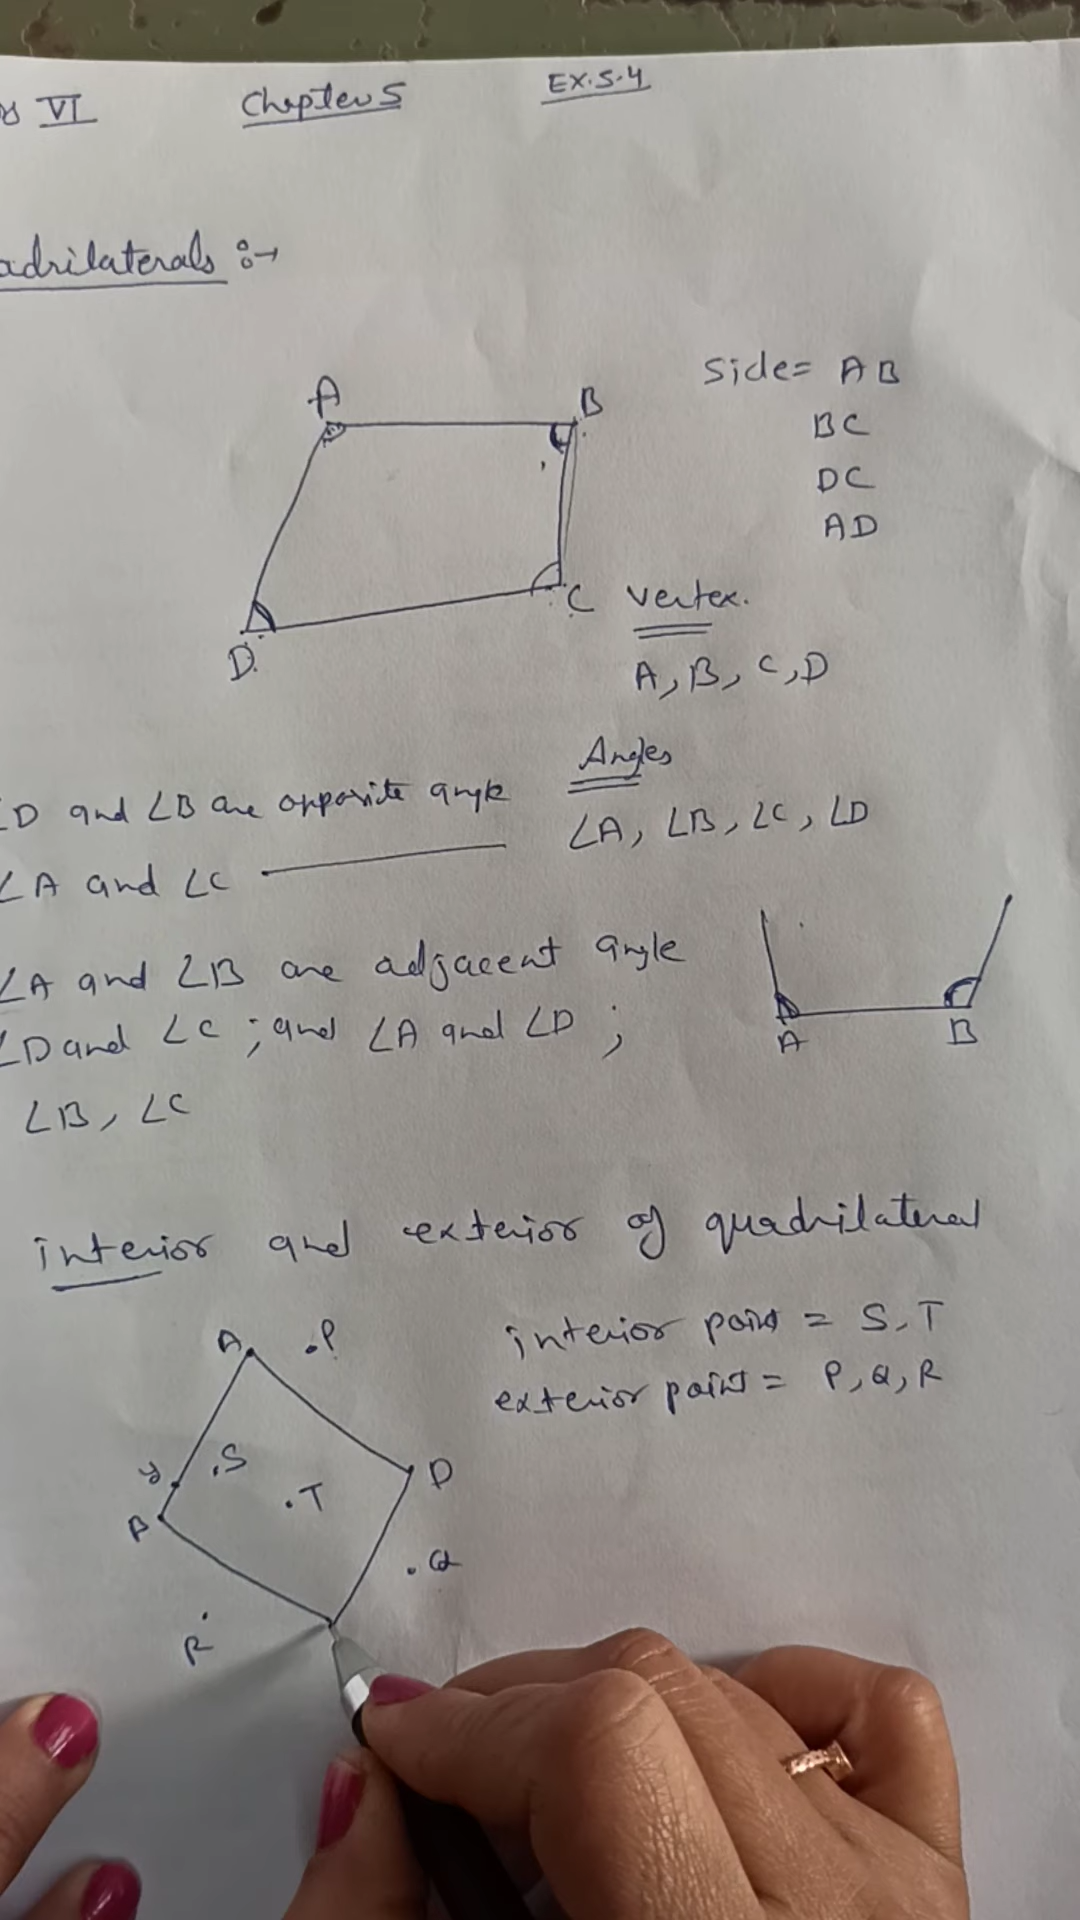 VI Chapter 5 EX.5.4
adrilaterals :→
A
B
C
D
Side = AB
BC
DC
AD
Vertex.
A, B, C, D
Angles
∠A, ∠B, ∠C, ∠D
∠D and ∠B are opposite angle
∠A and ∠C
∠A and ∠B are adjacent angle
∠D and ∠C ; and ∠A and ∠D ;
∠B, ∠C
A B
interior and exterior of quadrilateral
interior point = S, T
exterior point = P, Q, R
A .P
.S
.T
D
B
.Q
R